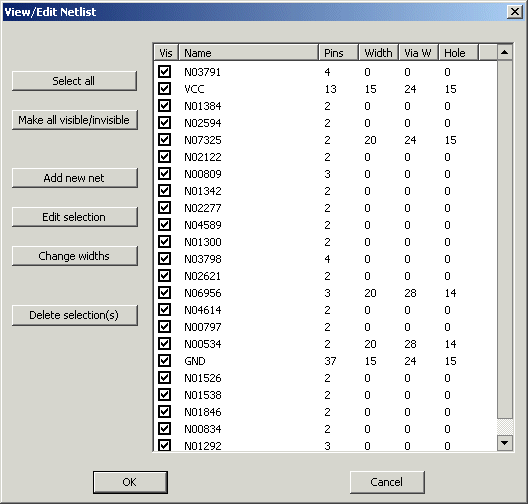 View/Edit Netlist
Vis Name Pins Width Via W Hole
N03791 4 0 0 0
Select all
VCC 13 15 24 15
N01384 2 0 0 0
Make all visible/invisible
N02594 2 0 0 0
N07325 2 20 24 15
N02122 2 0 0 0
Add new net
N00809 3 0 0 0
N01342 2 0 0 0
Edit selection
N02277 2 0 0 0
N04589 2 0 0 0
N01300 2 0 0 0
Change widths
N03798 4 0 0 0
N02621 2 0 0 0
N06956 3 20 28 14
Delete selection(s)
N04614 2 0 0 0
N00797 2 0 0 0
N00534 2 20 28 14
GND 37 15 24 15
N01526 2 0 0 0
N01538 2 0 0 0
N01846 2 0 0 0
N00834 2 0 0 0
N01292 3 0 0 0
OK Cancel